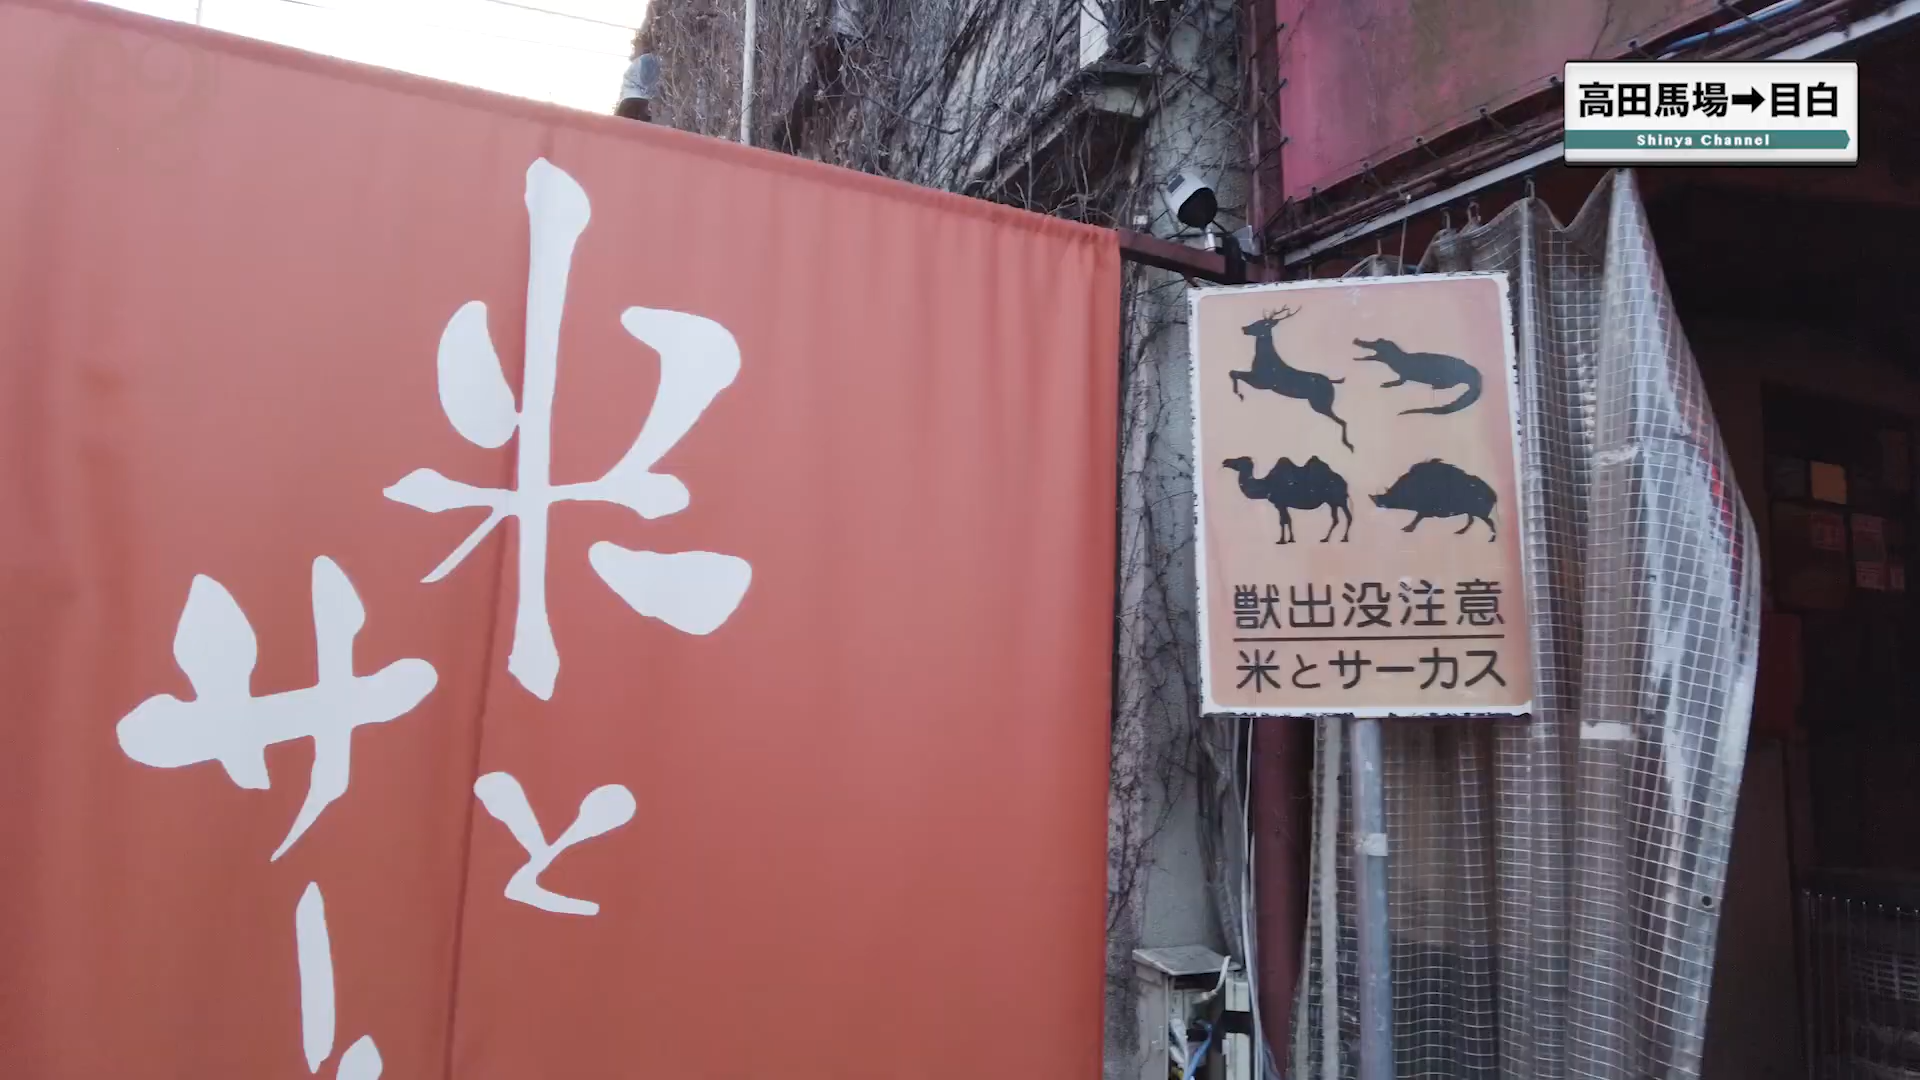 高田馬場➡目白
Shinya Channel
米と
サー
獣出没注意
米とサーカス